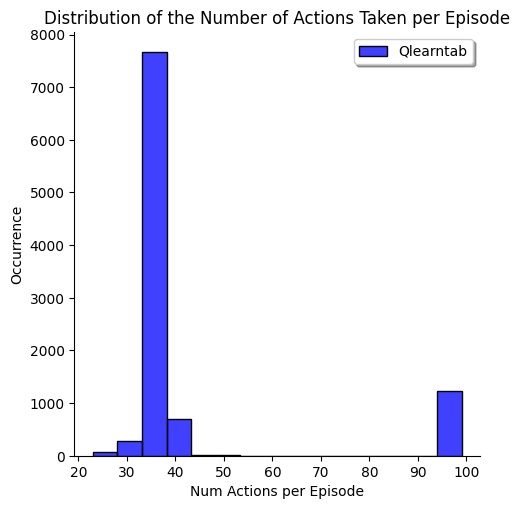 Distribution of the Number of Actions Taken per Episode
Qlearntab
Occurrence
8000
7000
6000
5000
4000
3000
2000
1000
0
20 30 40 50 60 70 80 90 100
Num Actions per Episode